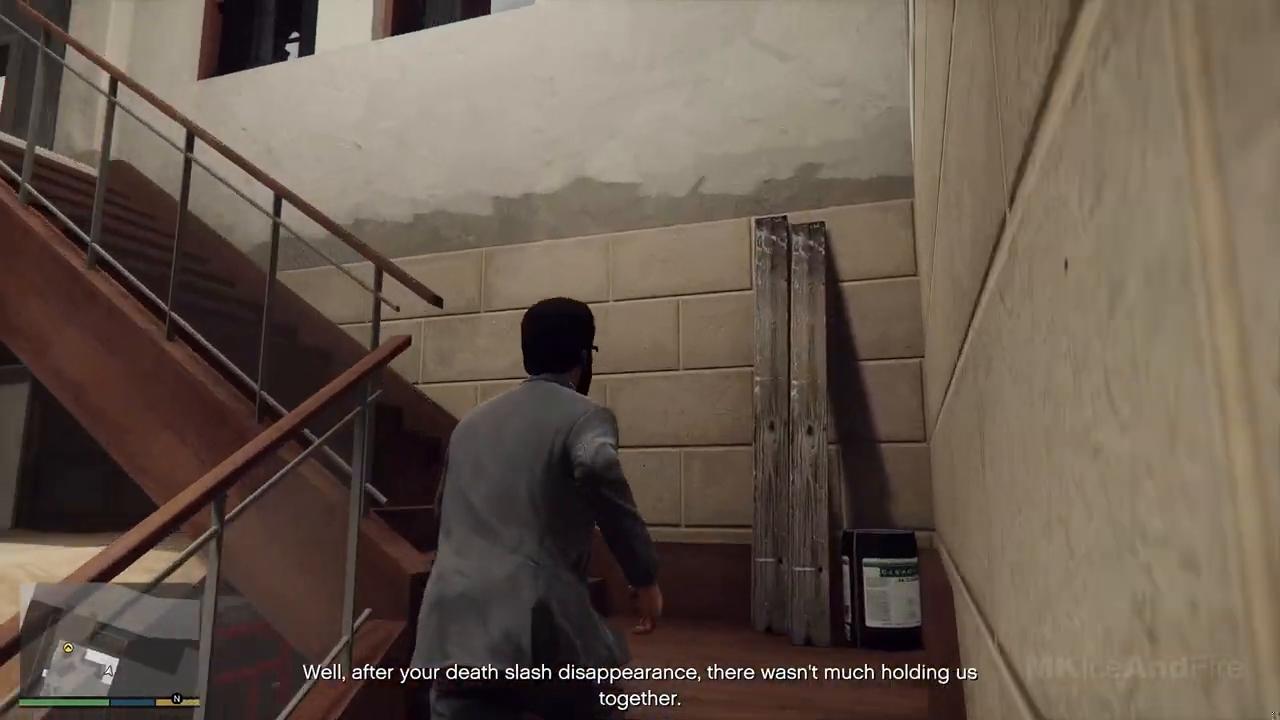 Well, after your death slash disappearance, there wasn't much holding us
together.
MKIceAndFire
N